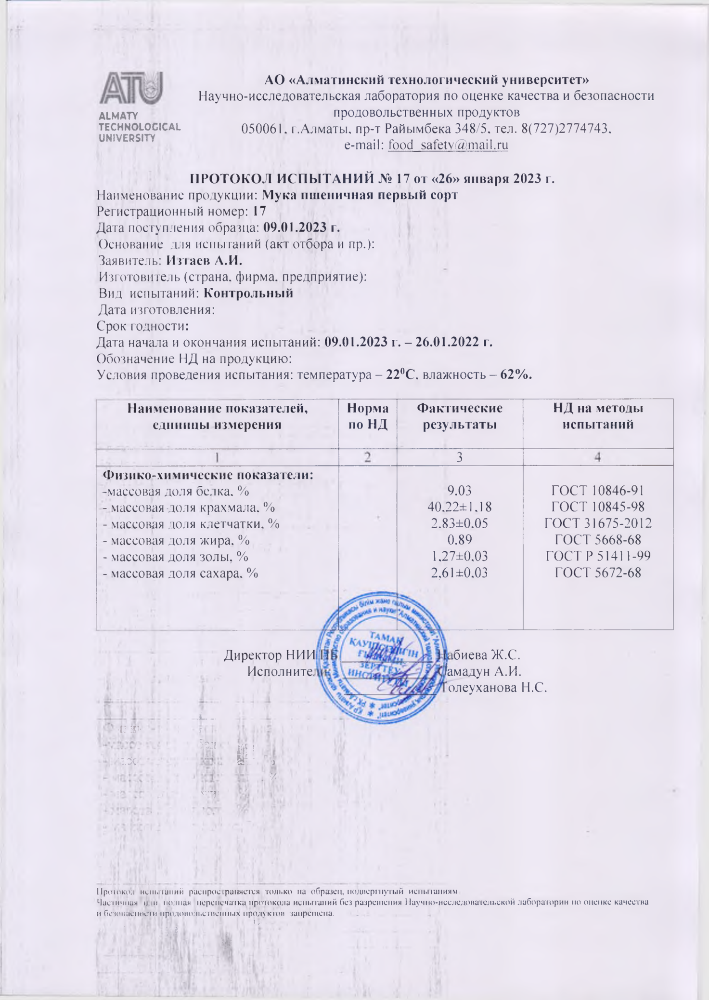 ATU
ALMATY
TECHNOLOGICAL
UNIVERSITY
АО «Алматинский технологический университет»
Научно-исследовательская лаборатория по оценке качества и безопасности
продовольственных продуктов
050061, г.Алматы, пр-т Райымбека 348/5, тел. 8(727)2774743,
e-mail: food_safety@mail.ru
ПРОТОКОЛ ИСПЫТАНИЙ № 17 от «26» января 2023 г.
Наименование продукции: Мука пшеничная первый сорт
Регистрационный номер: 17
Дата поступления образца: 09.01.2023 г.
Основание для испытаний (акт отбора и пр.):
Заявитель: Изтаев А.И.
Изготовитель (страна, фирма, предприятие):
Вид испытаний: Контрольный
Дата изготовления:
Срок годности:
Дата начала и окончания испытаний: 09.01.2023 г. – 26.01.2022 г.
Обозначение НД на продукцию:
Условия проведения испытания: температура – 22⁰С, влажность – 62%.
Наименование показателей, Норма Фактические НД на методы
единицы измерения по НД результаты испытаний
1 2 3 4
Физико-химические показатели:
-массовая доля белка, % 9,03 ГОСТ 10846-91
- массовая доля крахмала, % 40,22±1,18 ГОСТ 10845-98
- массовая доля клетчатки, % 2,83±0,05 ГОСТ 31675-2012
- массовая доля жира, % 0,89 ГОСТ 5668-68
- массовая доля золы, % 1,27±0,03 ГОСТ Р 51411-99
- массовая доля сахара, % 2,61±0,03 ГОСТ 5672-68
ТАМАҚ
ҚАУІПСІЗДІГІН
ҒЫЛЫМИ-
ЗЕРТТЕУ
ИНСТИТУТЫ
Директор НИИ ПБ Набиева Ж.С.
Исполнители: Самадун А.И.
Толеуханова Н.С.
Протокол испытаний распространяется только на образец, подвергнутый испытаниям
Частичная или полная перепечатка протокола испытаний без разрешения Научно-исследовательской лаборатории по оценке качества
и безопасности продовольственных продуктов запрещена.